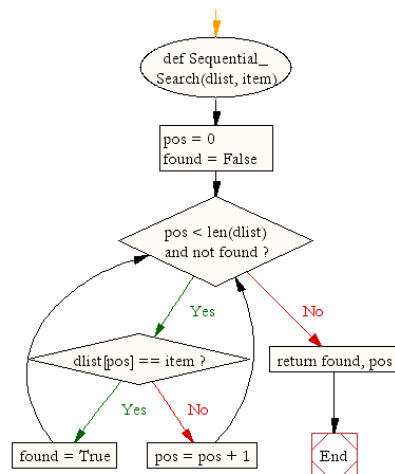 def Sequential_
Search(dlist, item)
pos = 0
found = False
pos < len(dlist)
and not found ?
Yes
No
dlist[pos] == item ?
return found, pos
Yes
No
found = True
pos = pos + 1
End